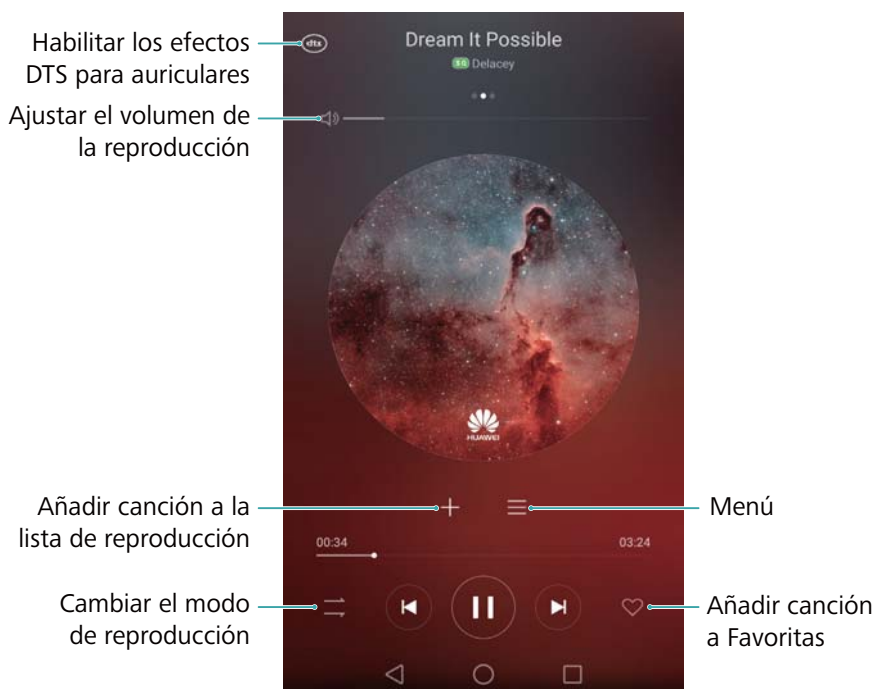 Habilitar los efectos
DTS para auriculares
dts
Dream It Possible
Delacey
Ajustar el volumen de
la reproducción
HUAWEI
Añadir canción a la
lista de reproducción
Menú
00:34
03:24
Cambiar el modo
de reproducción
Añadir canción
a Favoritas